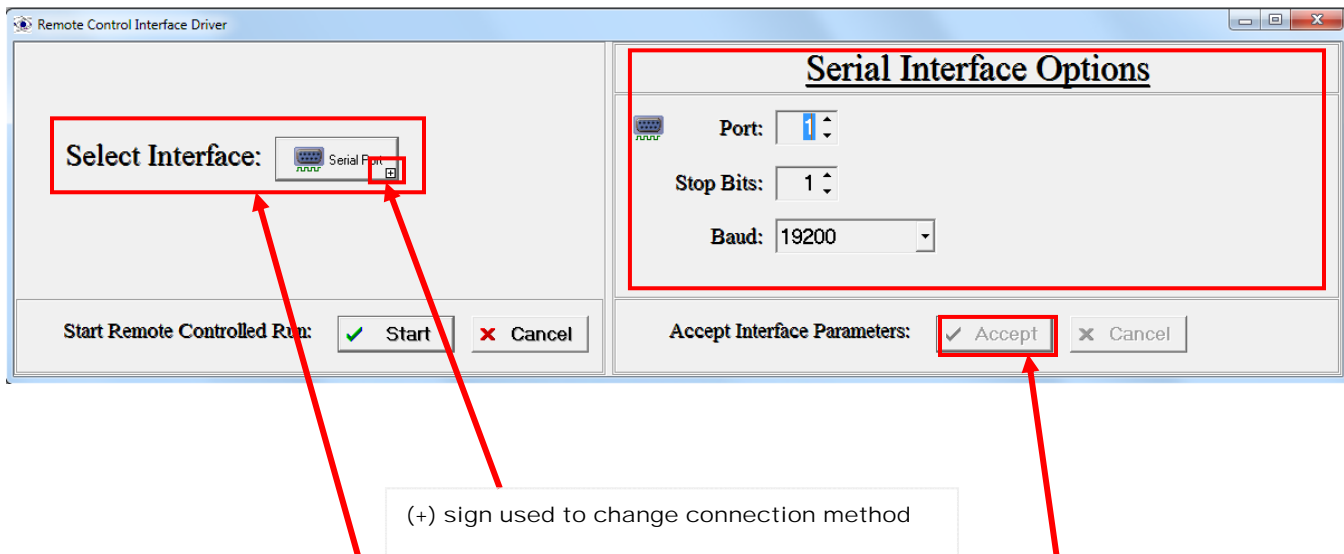 Remote Control Interface Driver
Select Interface:
Serial Port
Start Remote Controlled Run:
Start
Cancel
Serial Interface Options
Port: 1
Stop Bits: 1
Baud: 19200
Accept Interface Parameters:
Accept
Cancel
(+) sign used to change connection method